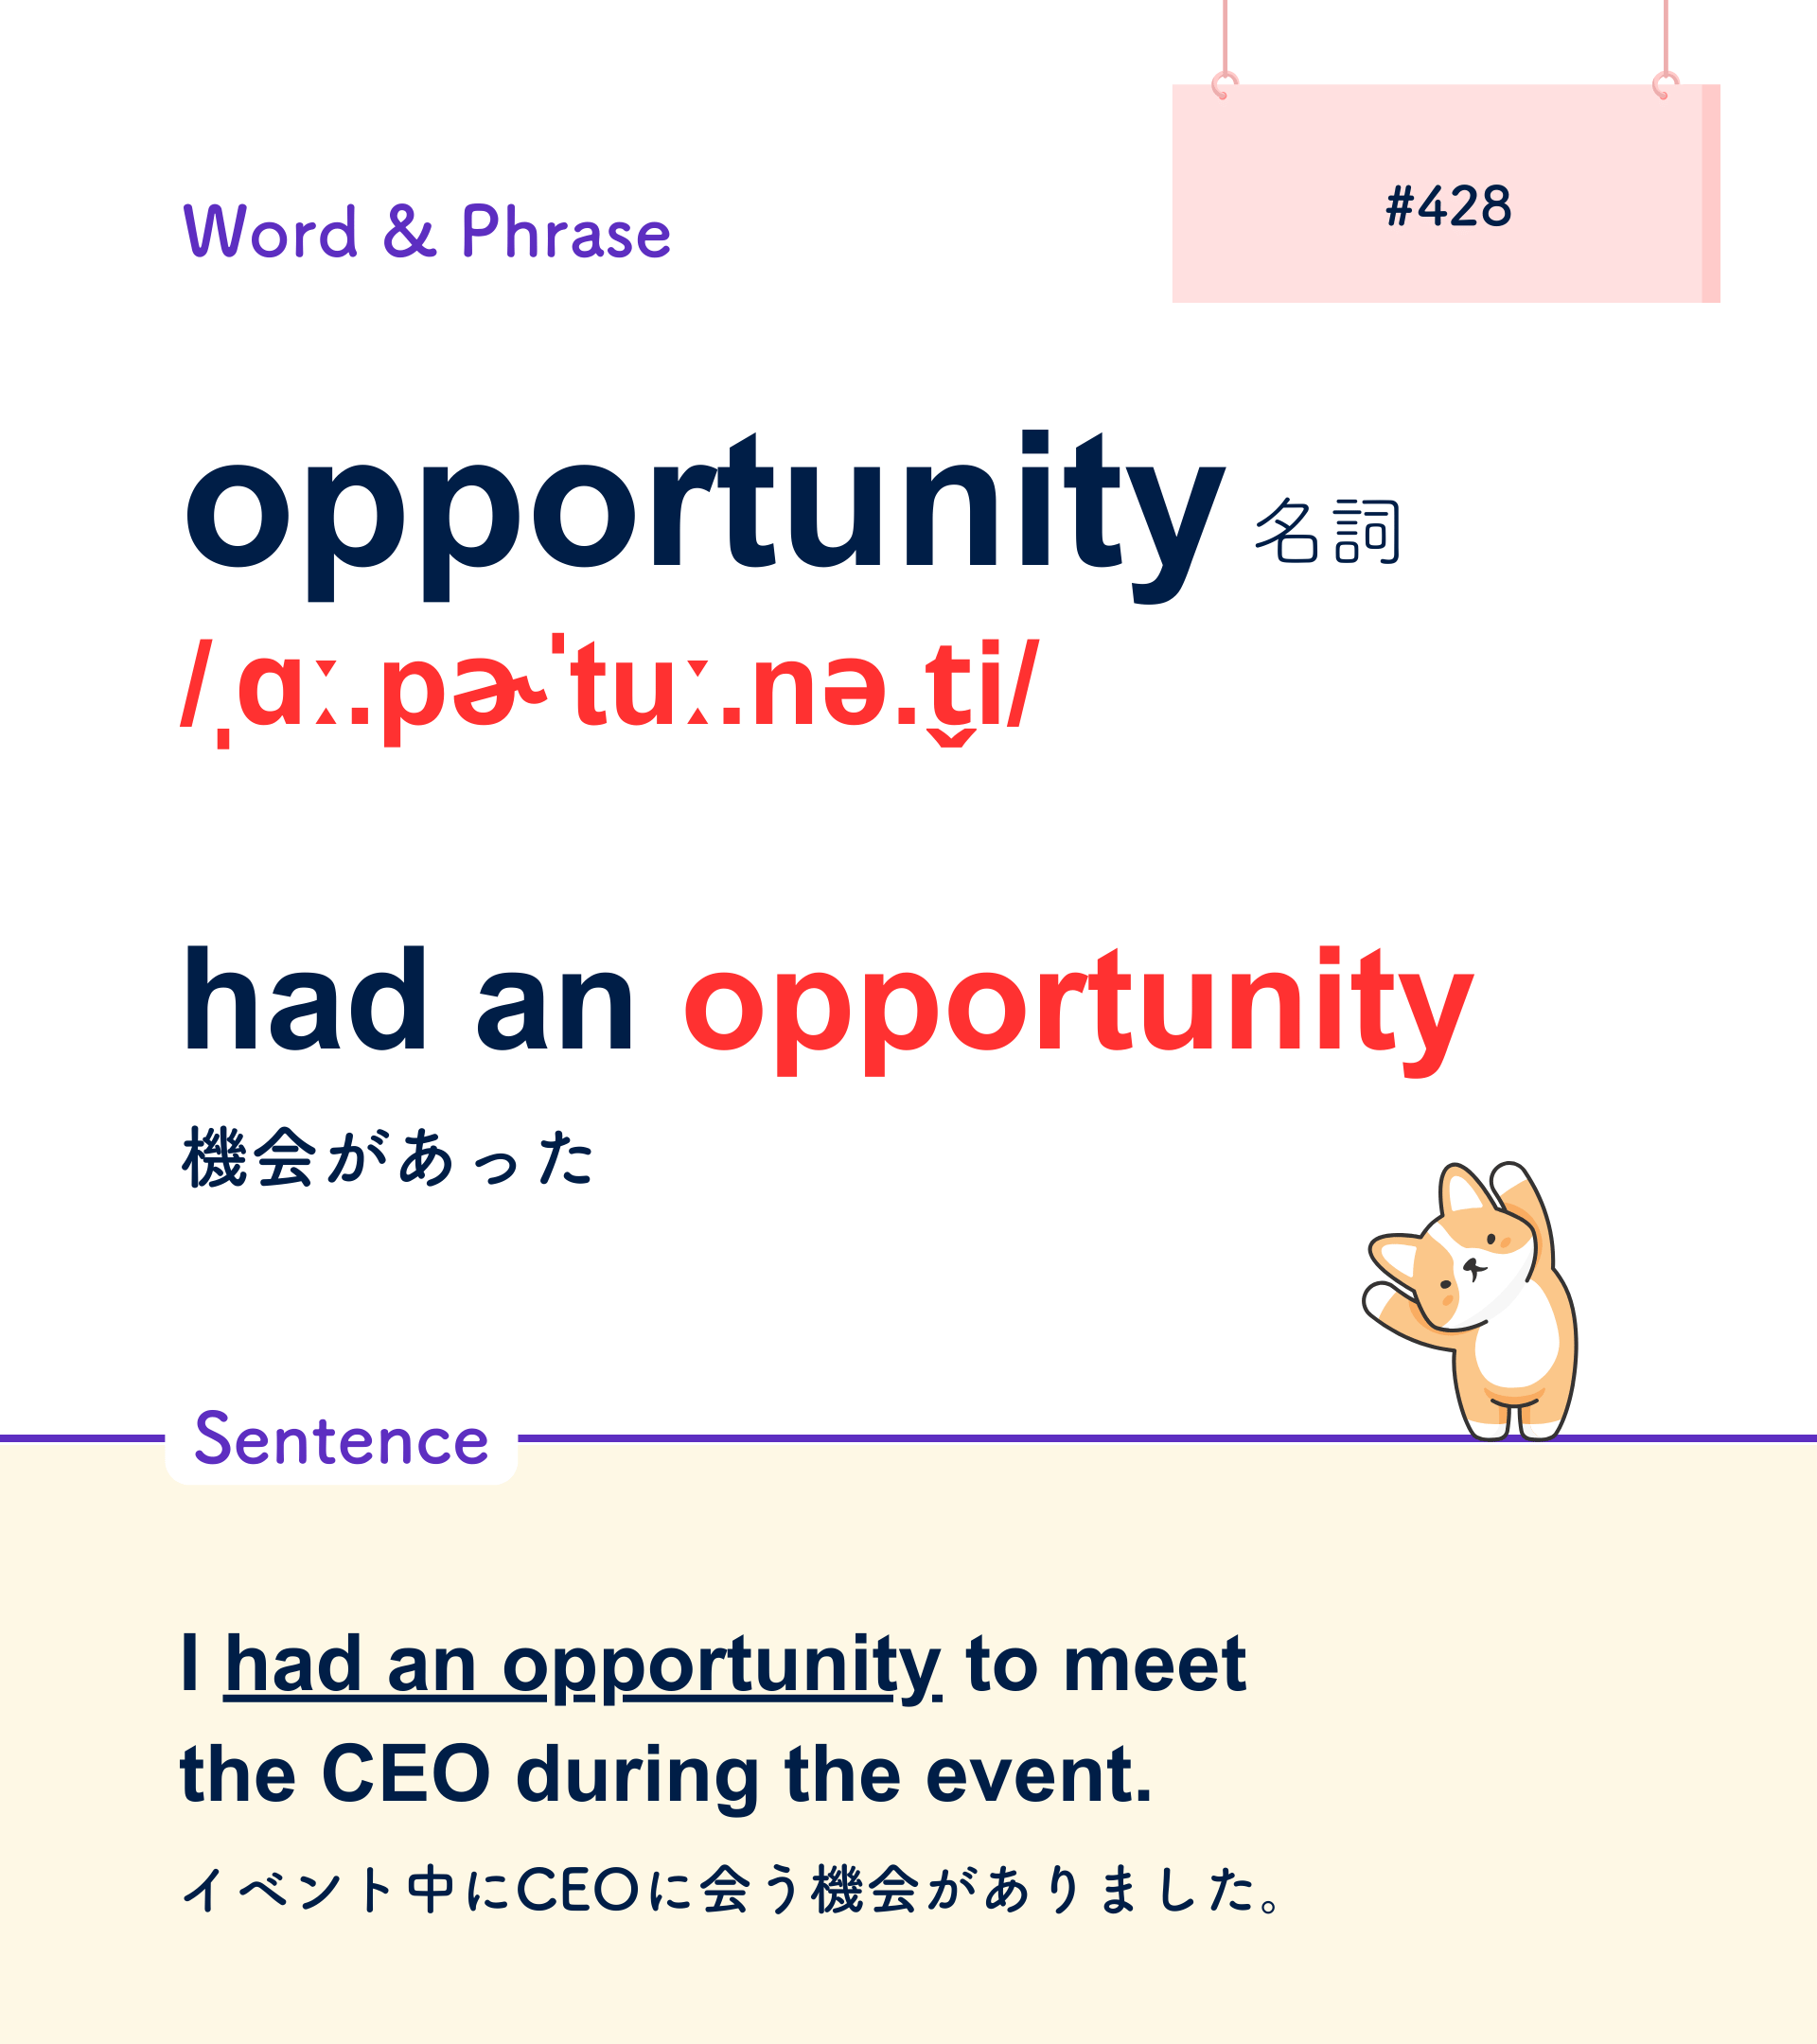 #428
Word & Phrase
opportunity 名詞
/ˌɑː.pɚˈtuː.nə.t̬i/
had an opportunity
機会があった
Sentence
I had an opportunity to meet
the CEO during the event.
イベント中にCEOに会う機会がありました。